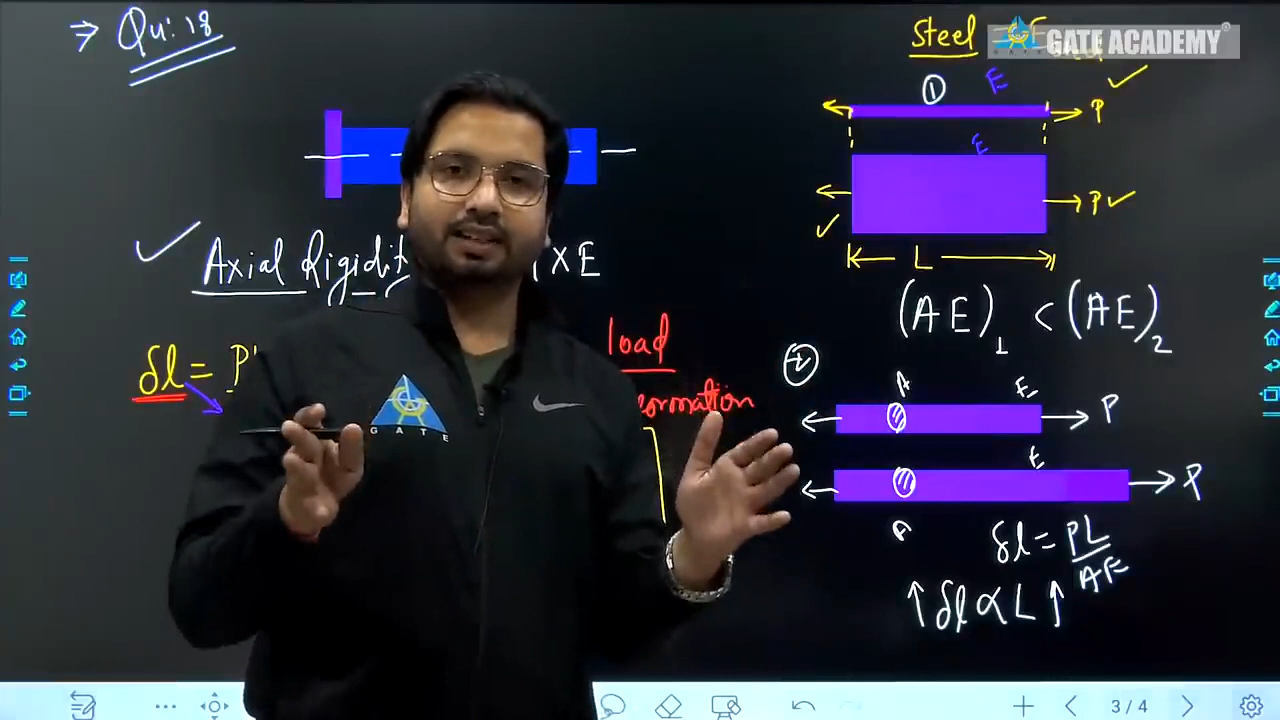 ⇒ Qu: 18
Axial Rigidit
× E
δl = P
load
ormation
Steel
GATE ACADEMY
① E
P
E
P
L
(AE)₁ < (AE)₂
②
A E
P
E
P
A
δl = PL/AE
↑ δl ∝ L ↑
GATE
3/4